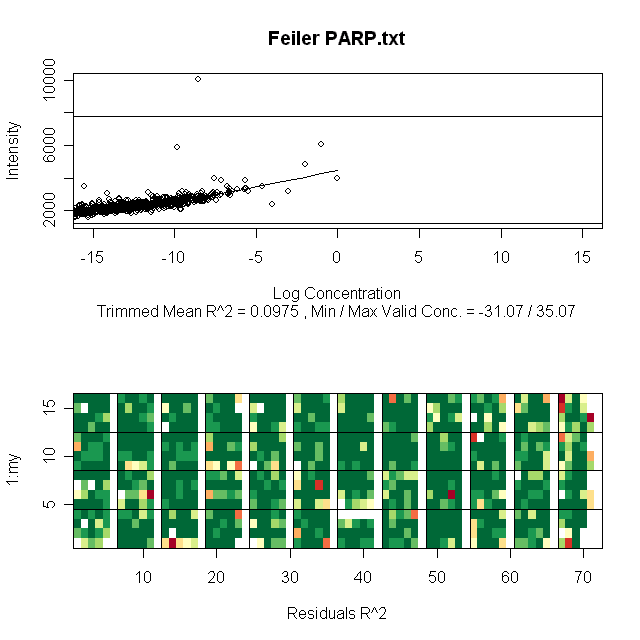 Feiler PARP.txt
10000
6000
2000
Intensity
-15 -10 -5 0 5 10 15
Log Concentration
Trimmed Mean R^2 = 0.0975 , Min / Max Valid Conc. = -31.07 / 35.07
15
10
5
1:my
10 20 30 40 50 60 70
Residuals R^2